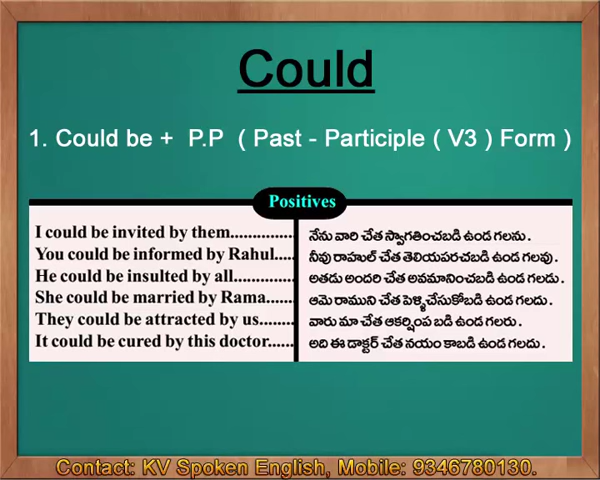 Could
1. Could be + P.P ( Past - Participle ( V3 ) Form )
Positives
I could be invited by them...............
You could be informed by Rahul......
He could be insulted by all.............
She could be married by Rama........
They could be attracted by us.........
It could be cured by this doctor......
నేను వారి చేత స్వాగతించబడి ఉండ గలను .
నీవు రాహుల్ చేత తెలియపరచబడి ఉండ గలవు.
అతడు అందరి చేత అవమానించబడి ఉండ గలడు.
ఆమె రాముని చేత పెళ్ళిచేసుకోబడి ఉండ గలదు.
వారు మా చేత ఆకర్షింప బడి ఉండ గలరు.
అది ఈ డాక్టర్ చేత నయం కాబడి ఉండ గలదు.
Contact: KV Spoken English, Mobile: 9346780130.